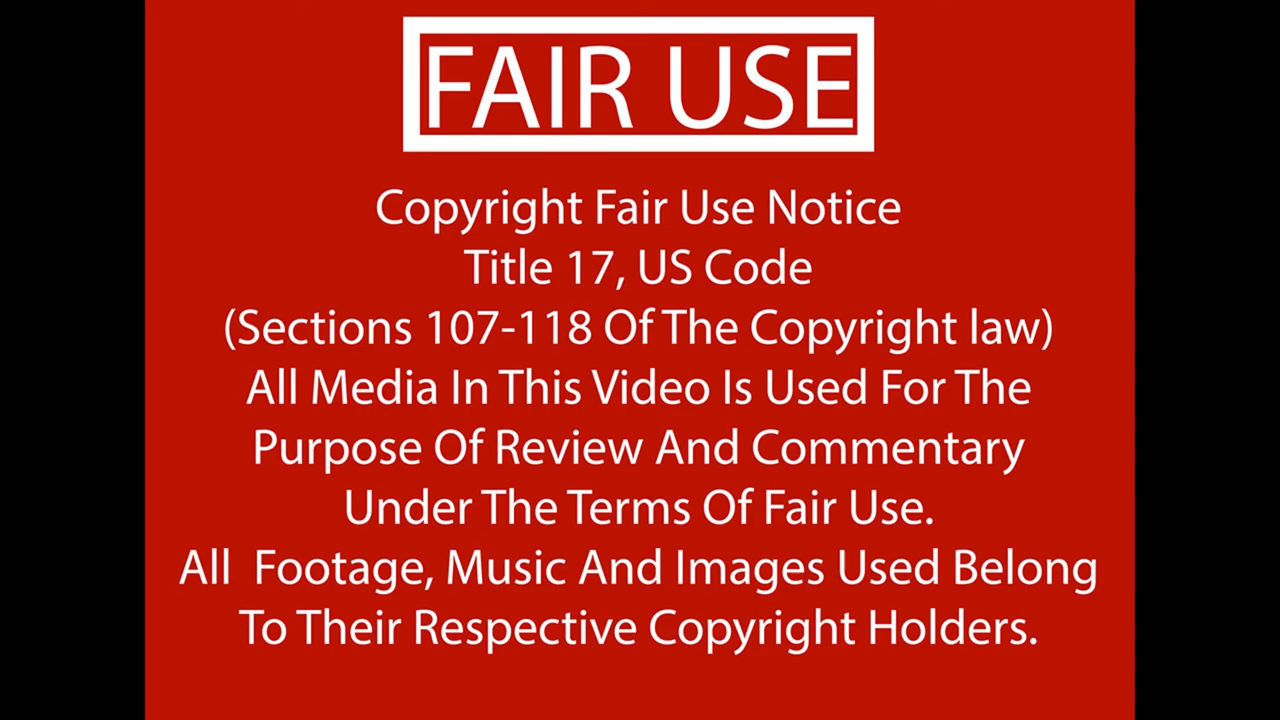 FAIR USE
Copyright Fair Use Notice
Title 17, US Code
(Sections 107-118 Of The Copyright law)
All Media In This Video Is Used For The
Purpose Of Review And Commentary
Under The Terms Of Fair Use.
All  Footage, Music And Images Used Belong
To Their Respective Copyright Holders.